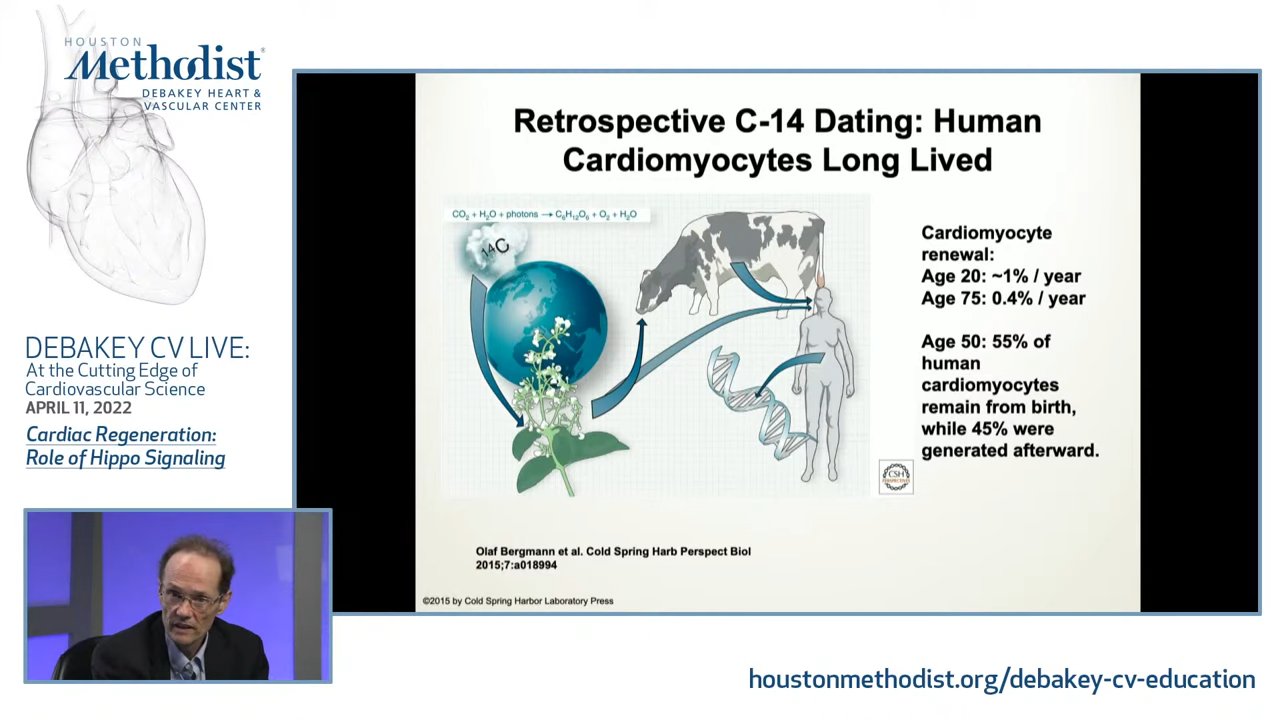 HOUSTON
Methodist®
DEBAKEY HEART &
VASCULAR CENTER
DEBAKEY CV LIVE:
At the Cutting Edge of
Cardiovascular Science
APRIL 11, 2022
Cardiac Regeneration:
Role of Hippo Signaling
Retrospective C-14 Dating: Human
Cardiomyocytes Long Lived
CO₂ + H₂O + photons → C₆H₁₂O₆ + O₂ + H₂O
14C
Cardiomyocyte
renewal:
Age 20: ~1% / year
Age 75: 0.4% / year
Age 50: 55% of
human
cardiomyocytes
remain from birth,
while 45% were
generated afterward.
CSH
PERSPECTIVES
Olaf Bergmann et al. Cold Spring Harb Perspect Biol
2015;7:a018994
©2015 by Cold Spring Harbor Laboratory Press
houstonmethodist.org/debakey-cv-education